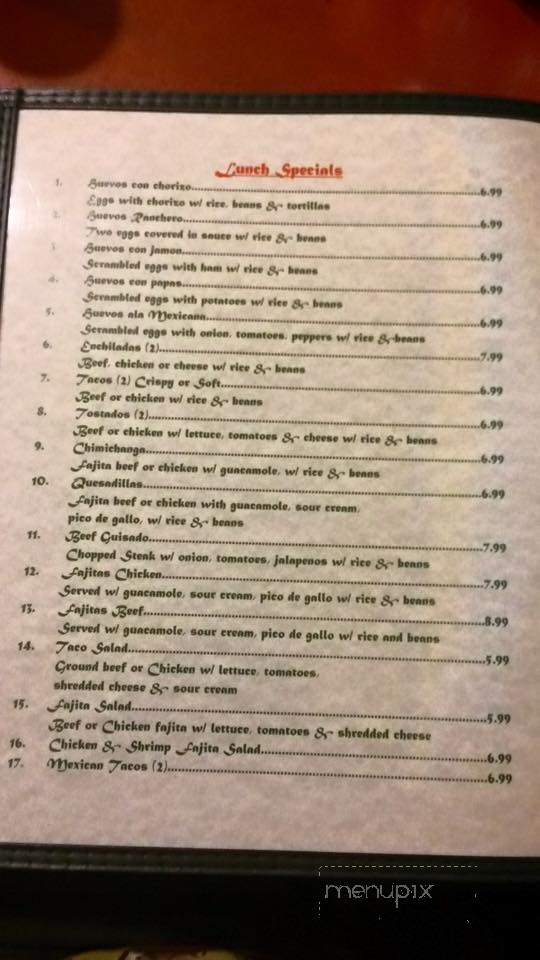 Lunch Specials
1. Huevos con chorizo.....6.99
Eggs with chorizo w/ rice, beans & tortillas
2. Huevos Ranchero.....6.99
Two eggs covered in sauce w/ rice & beans
3. Huevos con jamon.....6.99
Scrambled eggs with ham w/ rice & beans
4. Huevos con papas.....6.99
Scrambled eggs with potatoes w/ rice & beans
5. Huevos ala Mexicana.....6.99
Scrambled eggs with onion, tomatoes, peppers w/ rice & beans
6. Enchiladas (2).....7.99
Beef, chicken or cheese w/ rice & beans
7. Tacos (2) Crispy or Soft.....6.99
Beef or chicken w/ rice & beans
8. Tostados (2).....6.99
Beef or chicken w/ lettuce, tomatoes & cheese w/ rice & beans
9. Chimichanga.....6.99
Fajita beef or chicken w/ guacamole, w/ rice & beans
10. Quesadillas.....6.99
Fajita beef or chicken with guacamole, sour cream,
pico de gallo, w/ rice & beans
11. Beef Guisado.....7.99
Chopped Steak w/ onion, tomatoes, jalapenos w/ rice & beans
12. Fajitas Chicken.....7.99
Served w/ guacamole, sour cream, pico de gallo w/ rice & beans
13. Fajitas Beef.....8.99
Served w/ guacamole, sour cream, pico de gallo w/ rice and beans
14. Taco Salad.....5.99
Ground beef or Chicken w/ lettuce, tomatoes,
shredded cheese & sour cream
15. Fajita Salad.....5.99
Beef or Chicken fajita w/ lettuce, tomatoes & shredded cheese
16. Chicken & Shrimp Fajita Salad.....6.99
17. Mexican Tacos (2).....6.99
menupix